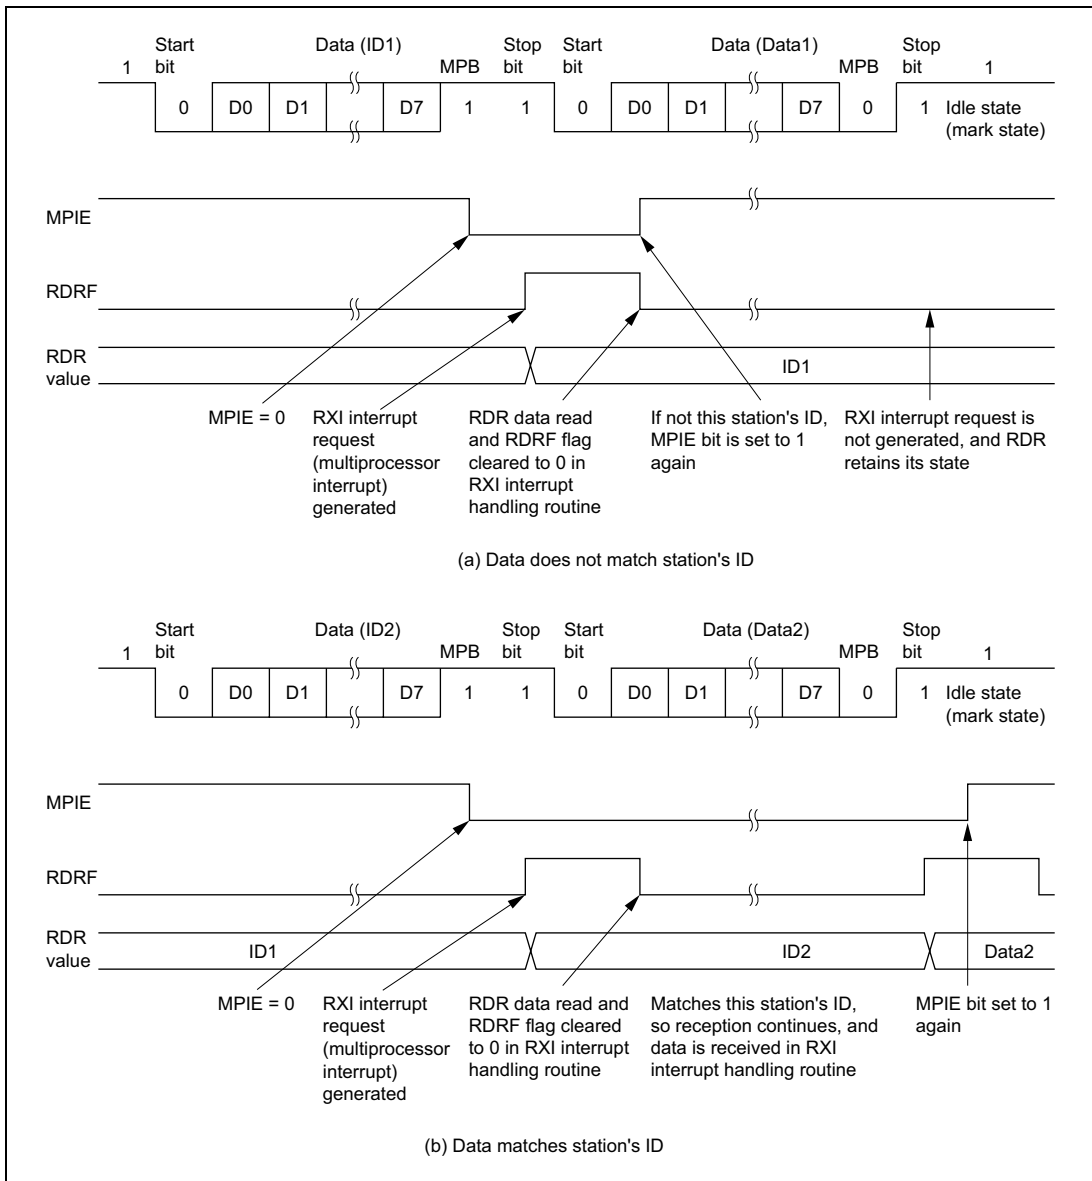 Start bit Data (ID1) Stop bit Start bit Data (Data1) Stop bit
1 MPB MPB 1
0 D0 D1 D7 1 1 0 D0 D1 D7 0 1 Idle state (mark state)
MPIE
RDRF
RDR value
ID1
MPIE = 0
RXI interrupt
request
(multiprocessor
interrupt)
generated
RDR data read
and RDRF flag
cleared to 0 in
RXI interrupt
handling routine
If not this station's ID,
MPIE bit is set to 1
again
RXI interrupt request is
not generated, and RDR
retains its state
(a) Data does not match station's ID
Start bit Data (ID2) Stop bit Start bit Data (Data2) Stop bit
1 MPB MPB 1
0 D0 D1 D7 1 1 0 D0 D1 D7 0 1 Idle state (mark state)
MPIE
RDRF
RDR value
ID1 ID2 Data2
MPIE = 0
RXI interrupt
request
(multiprocessor
interrupt)
generated
RDR data read and
RDRF flag cleared
to 0 in RXI interrupt
handling routine
Matches this station's ID,
so reception continues, and
data is received in RXI
interrupt handling routine
MPIE bit set to 1
again
(b) Data matches station's ID